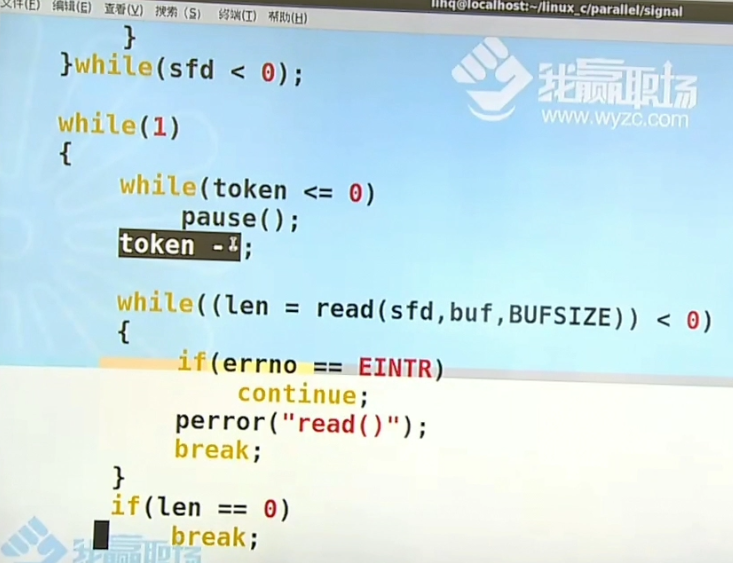 文件(F) 编辑(E) 查看(V) 搜索 (S) 终端(T) 帮助(H)
linq@localhost:~/linux_c/parallel/signal
}
}while(sfd < 0);
我赢职场
www.wyzc.com
while(1)
{
while(token <= 0)
pause();
token -;
while((len = read(sfd,buf,BUFSIZE)) < 0)
{
if(errno == EINTR)
continue;
perror("read()");
break;
}
if(len == 0)
break;
我赢职场